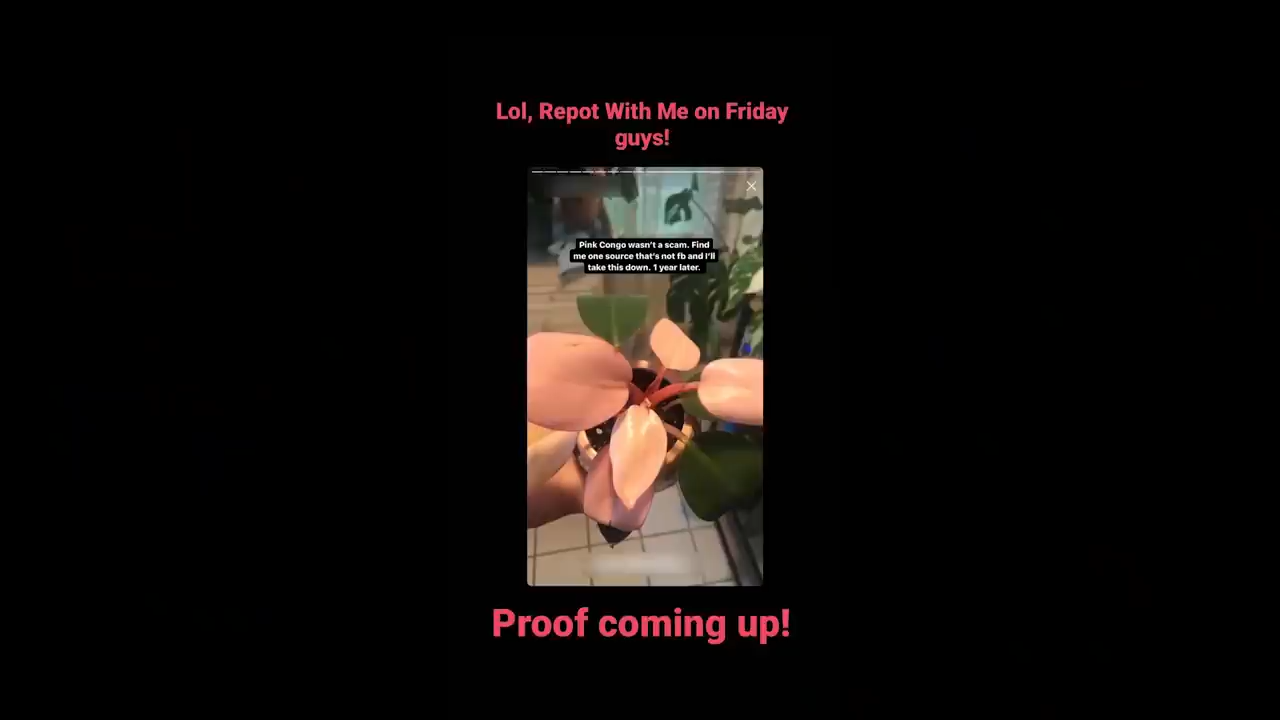 Lol, Repot With Me on Friday
guys!
Pink Congo wasn't a scam. Find
me one source that's not fb and I'll
take this down. 1 year later.
Proof coming up!